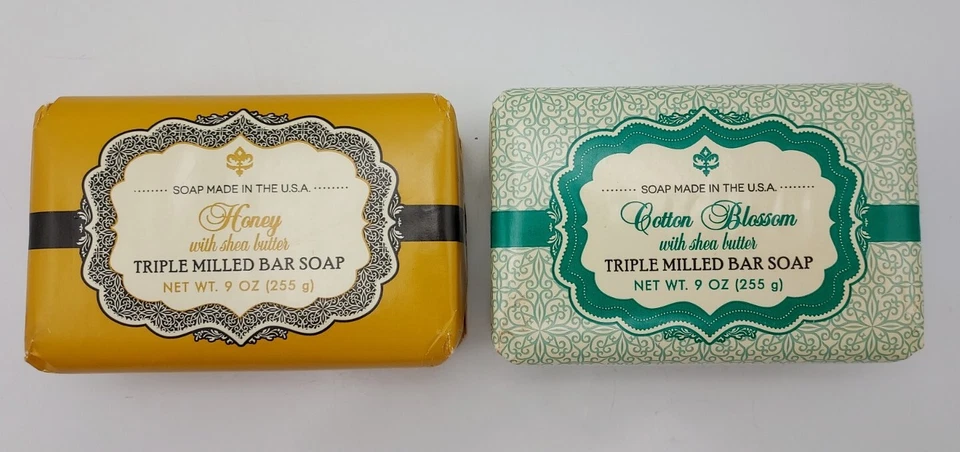 SOAP MADE IN THE U.S.A.
Honey
with shea butter
TRIPLE MILLED BAR SOAP
NET WT. 9 OZ (255 g)
SOAP MADE IN THE U.S.A.
Cotton Blossom
with shea butter
TRIPLE MILLED BAR SOAP
NET WT. 9 OZ (255 g)